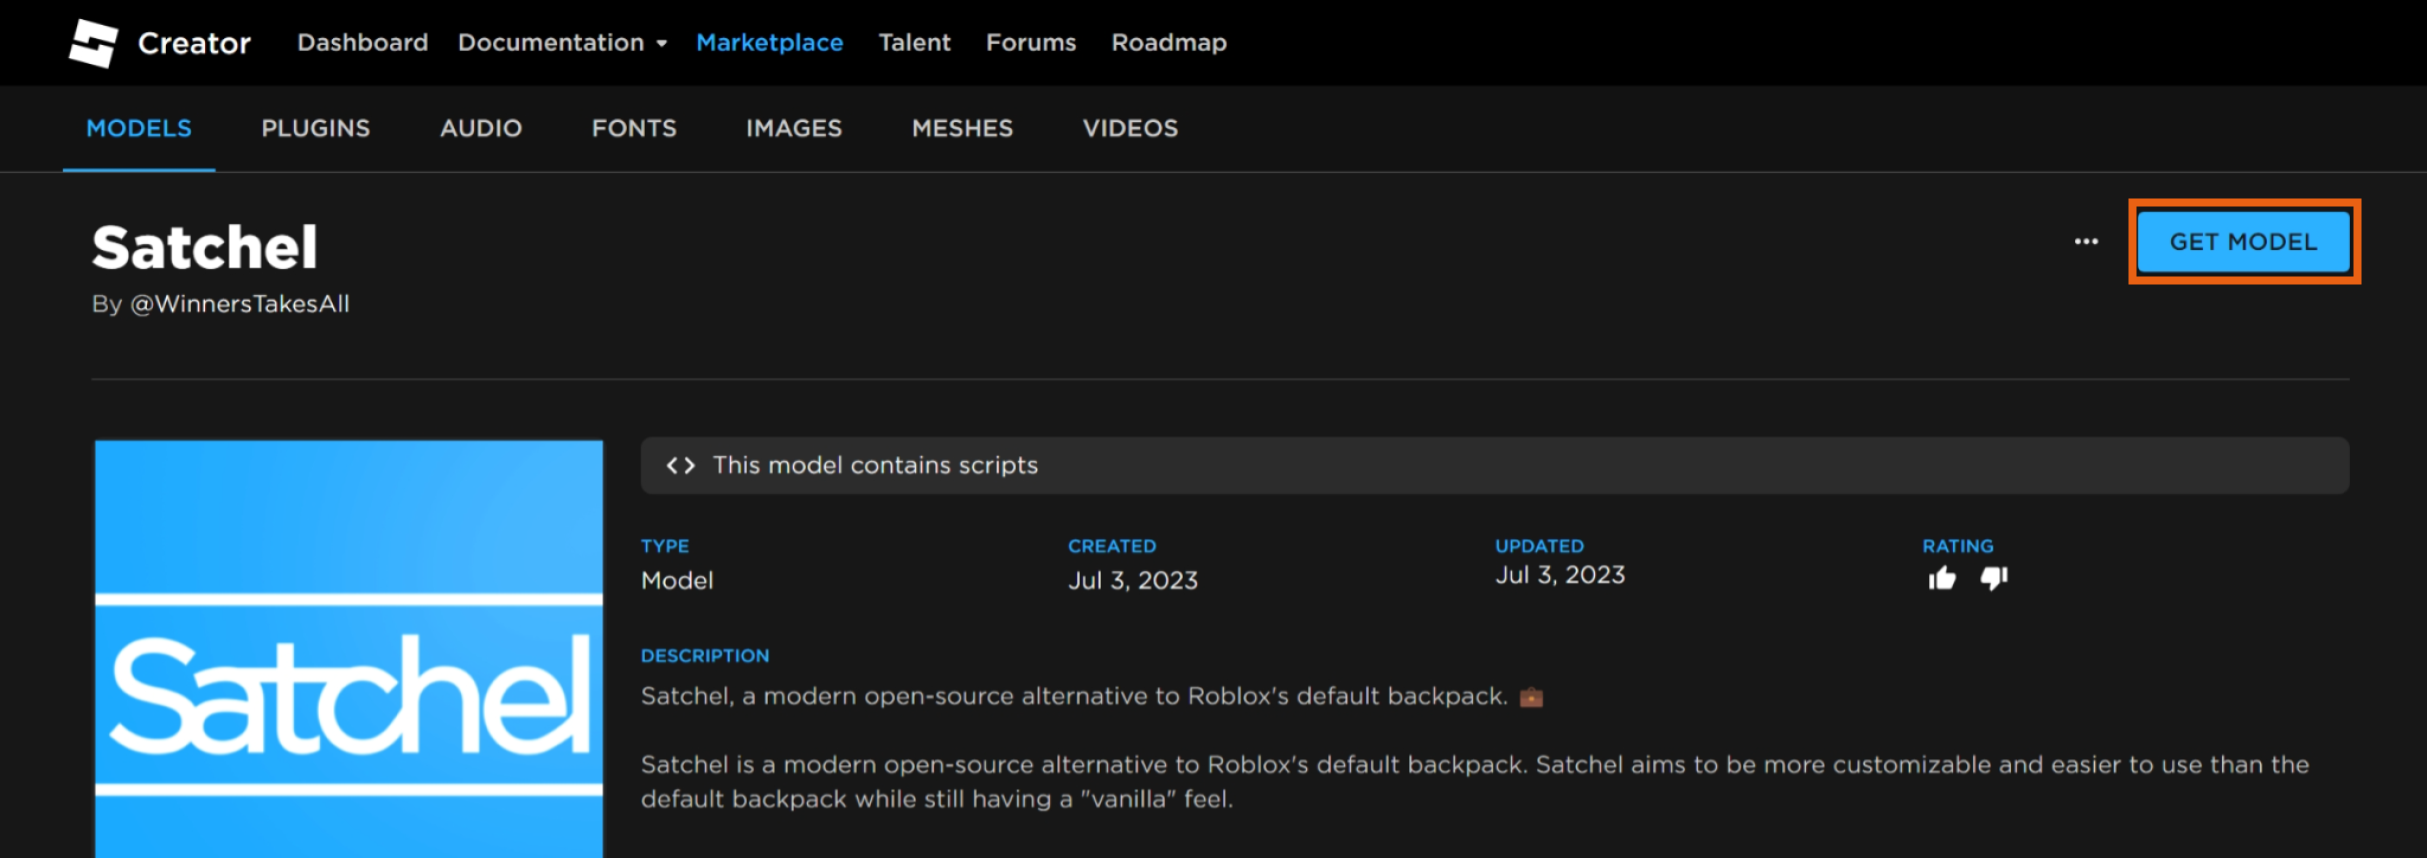 Creator Dashboard Documentation Marketplace Talent Forums Roadmap
MODELS PLUGINS AUDIO FONTS IMAGES MESHES VIDEOS
Satchel
GET MODEL
By @WinnersTakesAll
This model contains scripts
TYPE CREATED UPDATED RATING
Model Jul 3, 2023 Jul 3, 2023
Satchel
DESCRIPTION
Satchel, a modern open-source alternative to Roblox's default backpack. 💼
Satchel is a modern open-source alternative to Roblox's default backpack. Satchel aims to be more customizable and easier to use than the
default backpack while still having a "vanilla" feel.